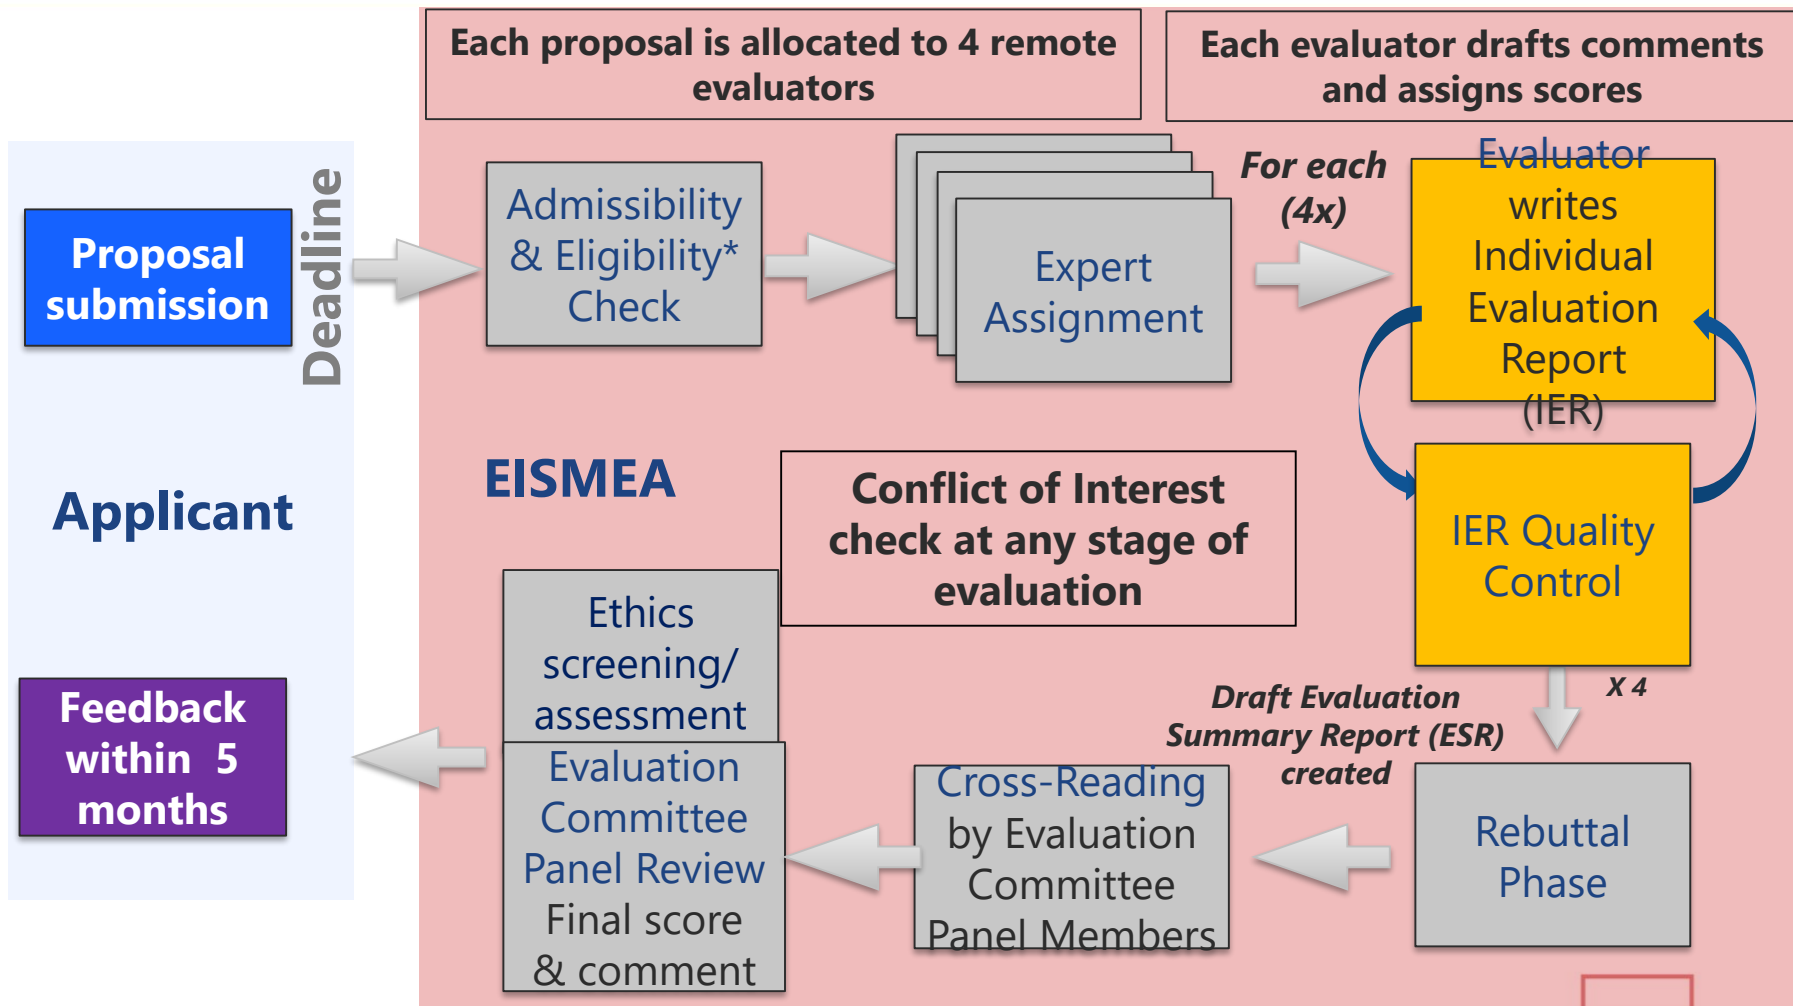 Each proposal is allocated to 4 remote
evaluators
Each evaluator drafts comments
and assigns scores
Proposal
submission
Deadline
Admissibility
& Eligibility*
Check
Expert
Assignment
For each
(4x)
Evaluator
writes
Individual
Evaluation
Report
(IER)
Applicant
EISMEA
Conflict of Interest
check at any stage of
evaluation
IER Quality
Control
X 4
Draft Evaluation
Summary Report (ESR)
created
Rebuttal
Phase
Cross-Reading
by Evaluation
Committee
Panel Members
Ethics
screening/
assessment
Evaluation
Committee
Panel Review
Final score
& comment
Feedback
within  5
months